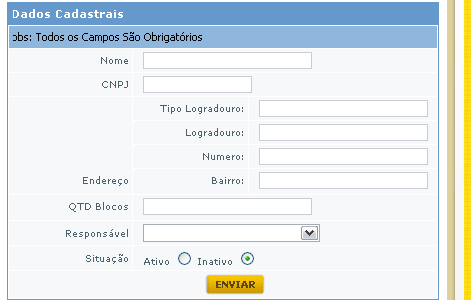 Dados Cadastrais
obs: Todos os Campos São Obrigatórios
Nome
CNPJ
Tipo Logradouro:
Logradouro:
Numero:
Endereço Bairro:
QTD Blocos
Responsável
Situação Ativo Inativo
ENVIAR